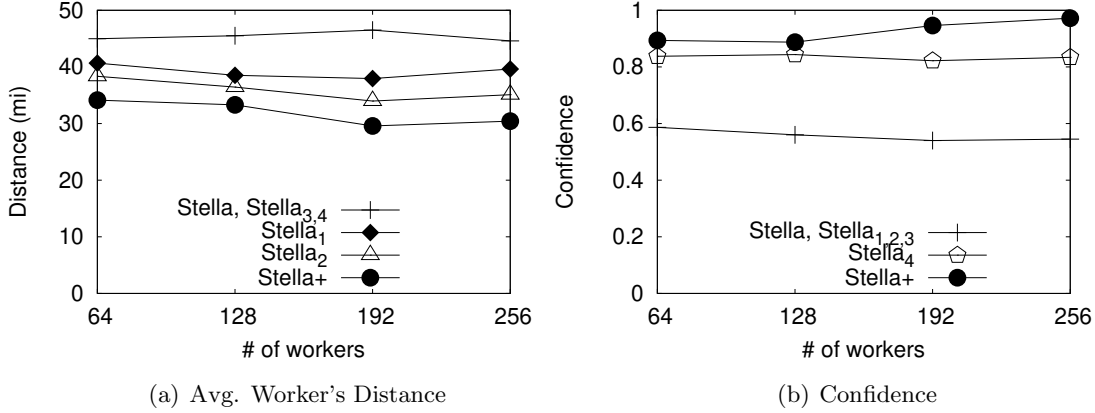 50
40
30
20
10
0
Distance (mi)
Stella, Stella3,4
Stella1
Stella2
Stella+
64 128 192 256
# of workers
(a) Avg. Worker's Distance
1
0.8
0.6
0.4
0.2
0
Confidence
Stella, Stella1,2,3
Stella4
Stella+
64 128 192 256
# of workers
(b) Confidence